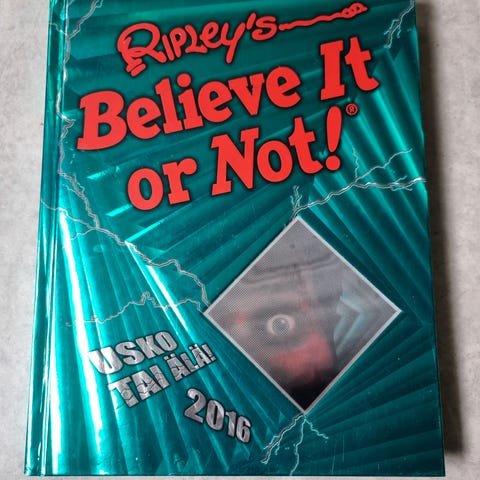 RIPLEY'S
Believe It
or Not!®
USKO
TAI ÄLÄ!
2016